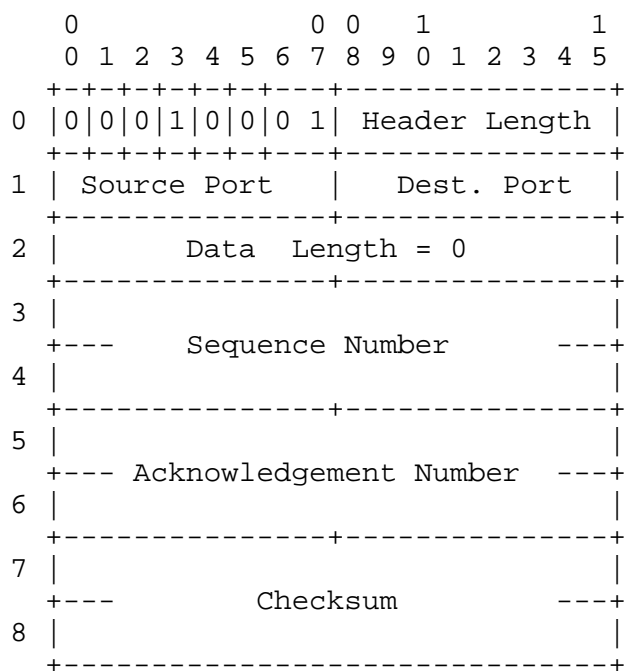 0             0 0   1         1
 0 1 2 3 4 5 6 7 8 9 0 1 2 3 4 5
+-+-+-+-+-+-+---+---------------+
0 |0|0|0|1|0|0|0 1| Header Length |
+-+-+-+-+-+-+---+---------------+
1 | Source Port | Dest. Port |
+---------------+---------------+
2 | Data Length = 0 |
+---------------+---------------+
3 | |
+--- Sequence Number ---+
4 | |
+---------------+---------------+
5 | |
+--- Acknowledgement Number ---+
6 | |
+---------------+---------------+
7 | |
+--- Checksum ---+
8 | |
+-------------------------------+